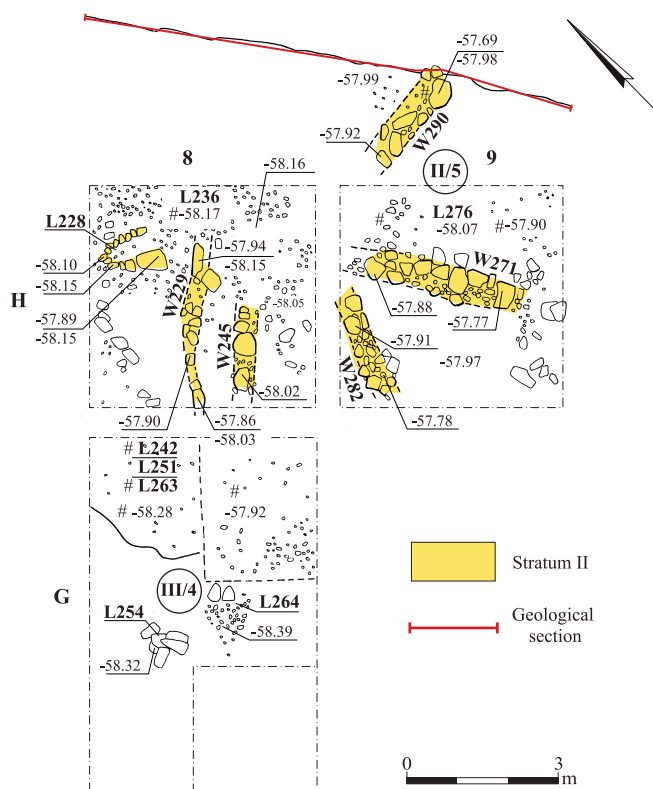 -57.69
-57.98
-57.99
#
-57.92
W290
8
II/5
9
-58.16
L236
#-58.17
L228
-57.94
-58.15
-58.10
-58.15
H
W229
-58.05
-57.89
-58.15
W245
-58.02
-57.90
-57.86
-58.03
L276
#
-58.07
#-57.90
W271
-57.88
-57.77
-57.91
-57.97
W282
-57.78
# L242
L251
# L263
#
# -58.28
-57.92
G
III/4
L264
L254
-58.39
-58.32
Stratum II
Geological
section
0
3
m